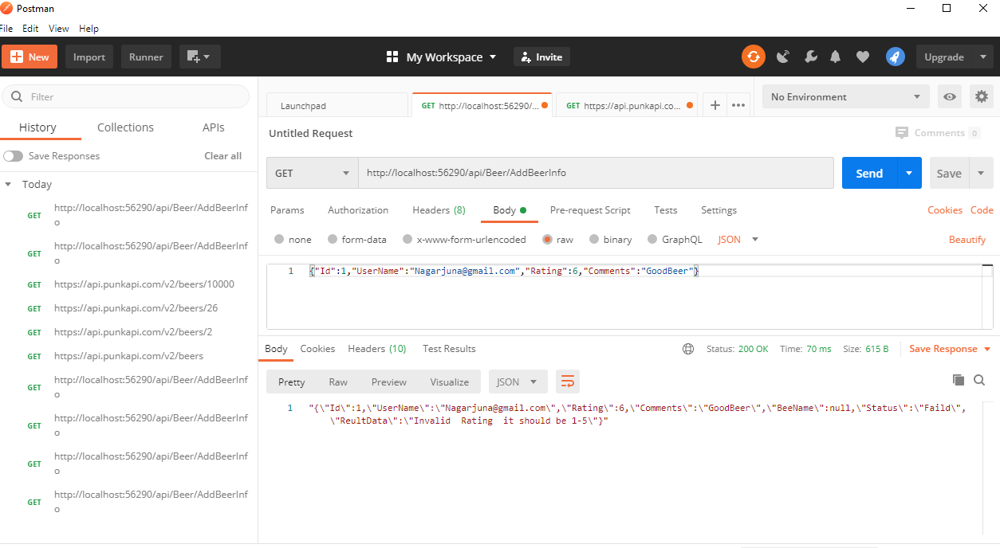 Postman
File Edit View Help
New Import Runner My Workspace Invite Upgrade
Filter
History Collections APIs
Save Responses Clear all
Today
GET http://localhost:56290/api/Beer/AddBeerInf
o
GET http://localhost:56290/api/Beer/AddBeerInf
o
GET https://api.punkapi.com/v2/beers/10000
GET https://api.punkapi.com/v2/beers/26
GET https://api.punkapi.com/v2/beers/2
GET https://api.punkapi.com/v2/beers
GET http://localhost:56290/api/Beer/AddBeerInf
o
GET http://localhost:56290/api/Beer/AddBeerInf
o
GET http://localhost:56290/api/Beer/AddBeerInf
o
GET http://localhost:56290/api/Beer/AddBeerInf
o
Launchpad GET http://localhost:56290/... GET https://api.punkapi.co... No Environment
Untitled Request Comments 0
GET http://localhost:56290/api/Beer/AddBeerInfo Send Save
Params Authorization Headers (8) Body Pre-request Script Tests Settings Cookies Code
none form-data x-www-form-urlencoded raw binary GraphQL JSON Beautify
1 {"Id":1,"UserName":"Nagarjuna@gmail.com","Rating":6,"Comments":"GoodBeer"}
Body Cookies Headers (10) Test Results Status: 200 OK Time: 70 ms Size: 615 B Save Response
Pretty Raw Preview Visualize JSON
1 "{\"Id\":1,\"UserName\":\"Nagarjuna@gmail.com\",\"Rating\":6,\"Comments\":\"GoodBeer\",\"BeeName\":null,\"Status\":\"Faild\",
\"ReultData\":\"Invalid  Rating  it should be 1-5\"}"